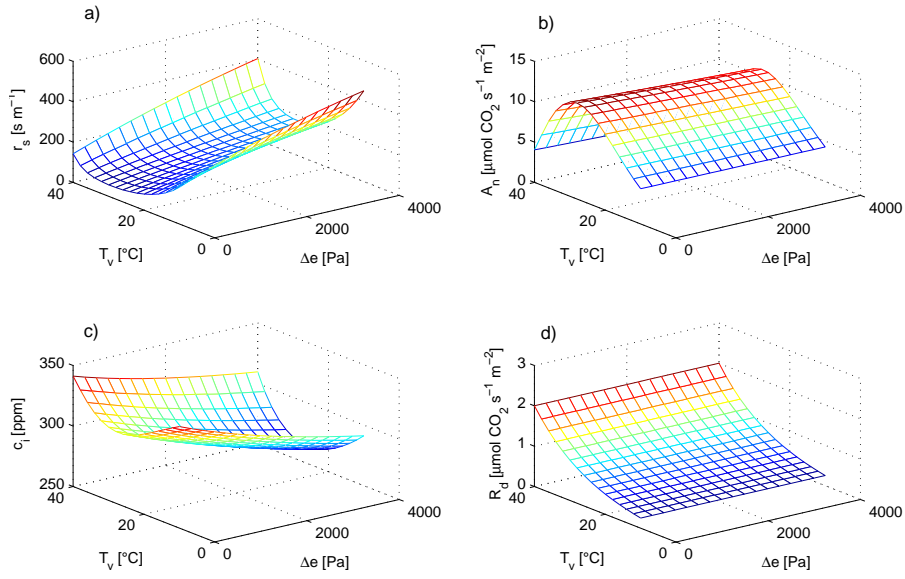 a)
600
400
200
0
r_s [s m⁻¹]
40
20
0
T_v [°C]
0
2000
4000
Δe [Pa]
b)
15
10
5
0
A_n [μmol CO₂ s⁻¹ m⁻²]
40
20
0
T_v [°C]
0
2000
4000
Δe [Pa]
c)
350
300
250
c_i [ppm]
40
20
0
T_v [°C]
0
2000
4000
Δe [Pa]
d)
3
2
1
0
R_d [μmol CO₂ s⁻¹ m⁻²]
40
20
0
T_v [°C]
0
2000
4000
Δe [Pa]